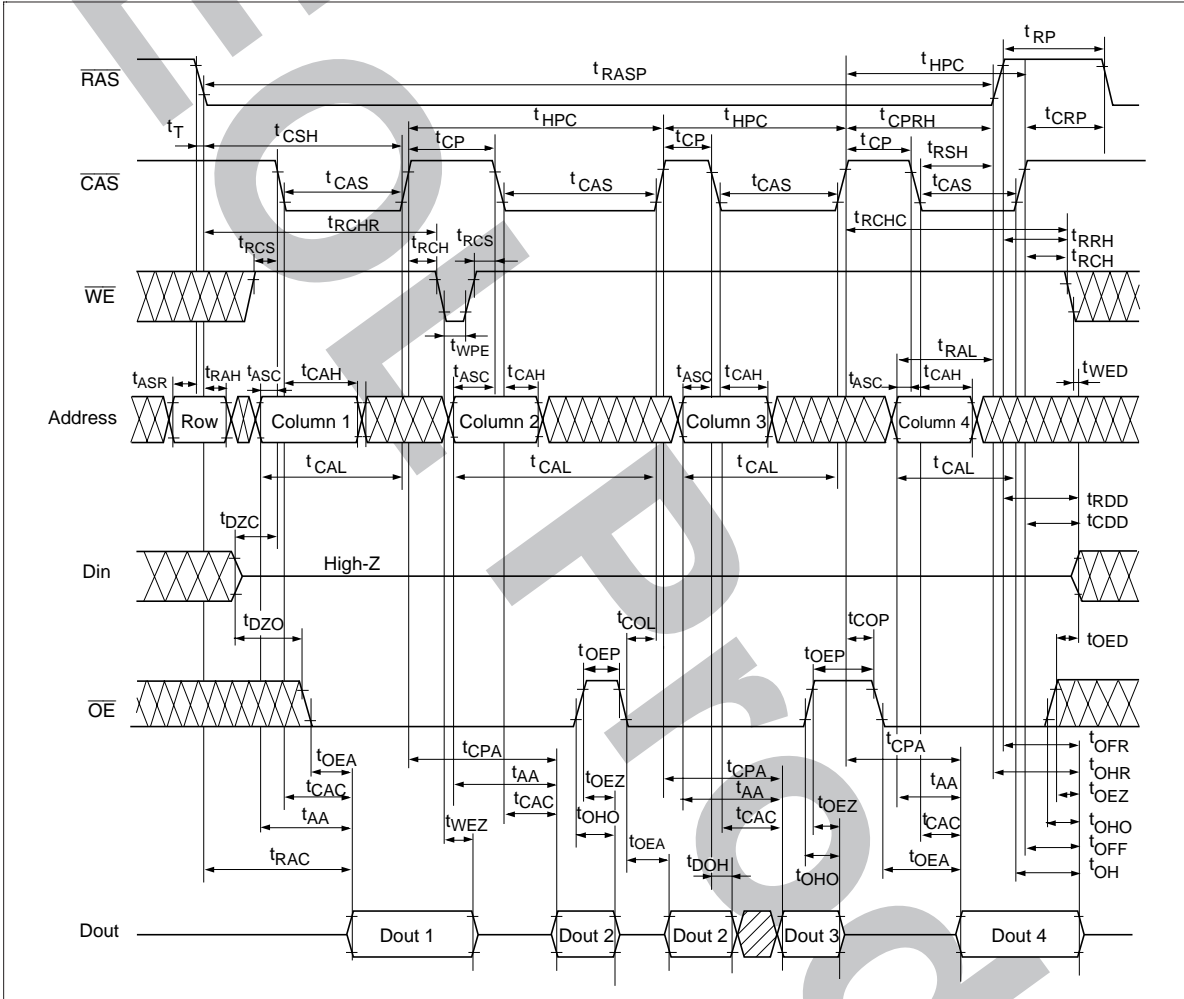 tRP
tHPC
RAS
tRASP
tT
tCSH
tHPC
tHPC
tCPRH
tCRP
tCP
tCP
tCP
tRSH
CAS
tCAS
tCAS
tCAS
tCAS
tRCHR
tRCHC
tRCS
tRCH
tRCS
tRRH
tRCH
WE
tWPE
tRAL
tWED
tASR
tRAH
tASC
tCAH
tASC
tCAH
tASC
tCAH
tASC
tCAH
Address
Row
Column 1
Column 2
Column 3
Column 4
tCAL
tCAL
tCAL
tCAL
tRDD
tCDD
tDZC
Din
High-Z
tDZO
tCOL
tCOP
tOEP
tOEP
tOED
OE
tOEA
tCPA
tCPA
tCPA
tOFR
tCAC
tAA
tOEZ
tAA
tAA
tOHR
tAA
tCAC
tOHO
tCAC
tOEZ
tCAC
tOEZ
tWEZ
tOHO
tRAC
tOEA
tDOH
tOHO
tOEA
tOFF
tOH
Dout
Dout 1
Dout 2
Dout 2
Dout 3
Dout 4
EOL Prod